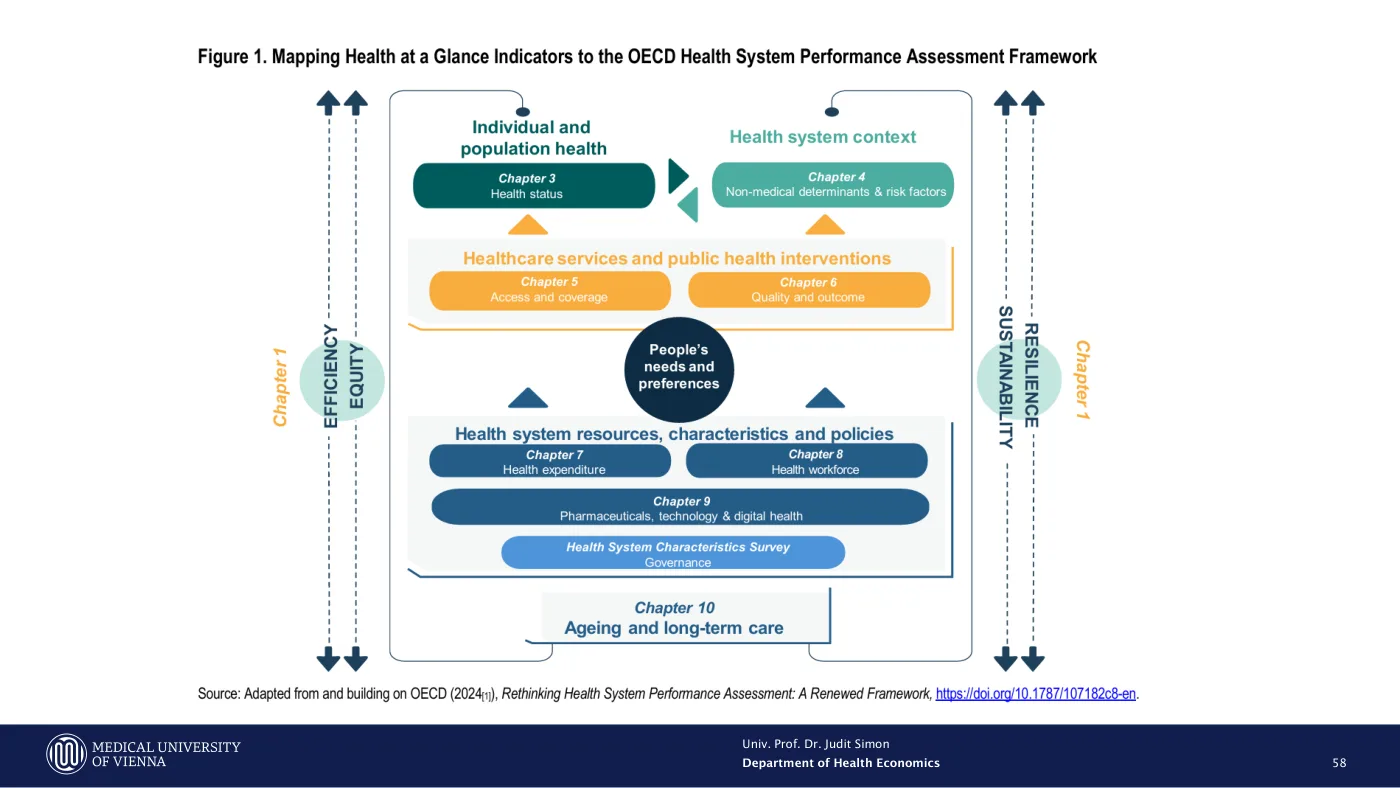 Figure 1. Mapping Health at a Glance Indicators to the OECD Health System Performance Assessment Framework
Individual and
population health
Chapter 3
Health status
Health system context
Chapter 4
Non-medical determinants & risk factors
Healthcare services and public health interventions
Chapter 5
Access and coverage
Chapter 6
Quality and outcome
People's
needs and
preferences
Chapter 1
EFFICIENCY
EQUITY
SUSTAINABILITY
RESILIENCE
Chapter 1
Health system resources, characteristics and policies
Chapter 7
Health expenditure
Chapter 8
Health workforce
Chapter 9
Pharmaceuticals, technology & digital health
Health System Characteristics Survey
Governance
Chapter 10
Ageing and long-term care
Source: Adapted from and building on OECD (2024[1]), Rethinking Health System Performance Assessment: A Renewed Framework, https://doi.org/10.1787/107182c8-en.
MEDICAL UNIVERSITY
OF VIENNA
Univ. Prof. Dr. Judit Simon
Department of Health Economics
58